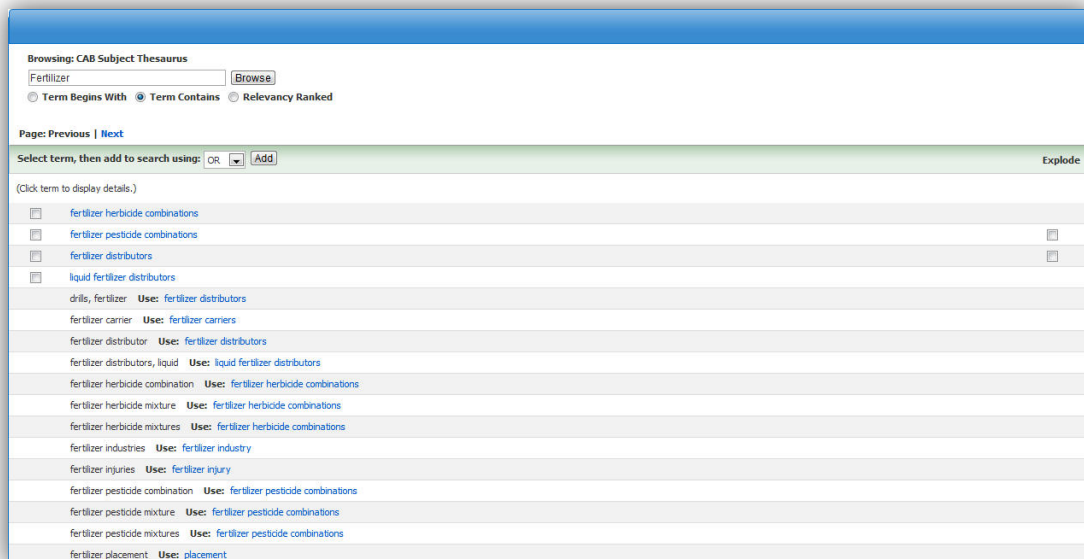 Browsing: CAB Subject Thesaurus
Fertilizer Browse
Term Begins With Term Contains Relevancy Ranked
Page: Previous | Next
Select term, then add to search using: OR Add Explode
(Click term to display details.)
fertilizer herbicide combinations
fertilizer pesticide combinations
fertilizer distributors
liquid fertilizer distributors
drills, fertilizer Use: fertilizer distributors
fertilizer carrier Use: fertilizer carriers
fertilizer distributor Use: fertilizer distributors
fertilizer distributors, liquid Use: liquid fertilizer distributors
fertilizer herbicide combination Use: fertilizer herbicide combinations
fertilizer herbicide mixture Use: fertilizer herbicide combinations
fertilizer herbicide mixtures Use: fertilizer herbicide combinations
fertilizer industries Use: fertilizer industry
fertilizer injuries Use: fertilizer injury
fertilizer pesticide combination Use: fertilizer pesticide combinations
fertilizer pesticide mixture Use: fertilizer pesticide combinations
fertilizer pesticide mixtures Use: fertilizer pesticide combinations
fertilizer placement Use: placement